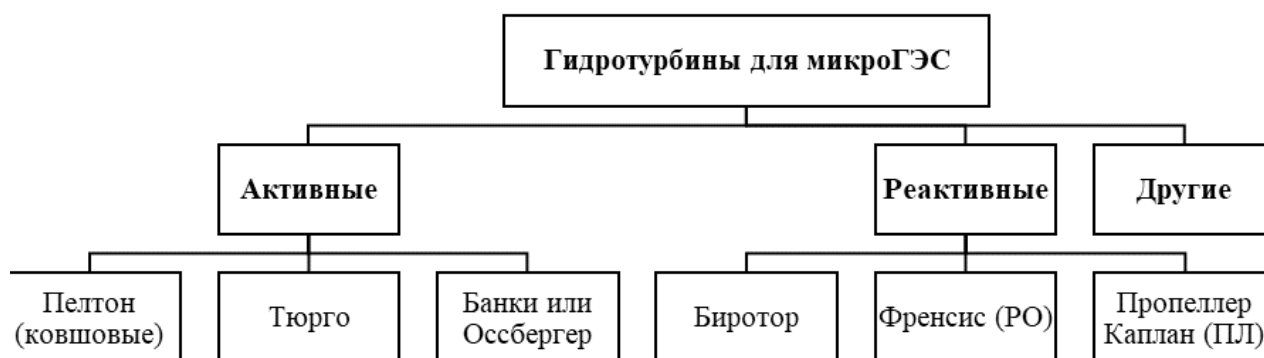 Гидротурбины для микроГЭС
Активные
Реактивные
Другие
Пелтон
(ковшовые)
Тюрго
Банки или
Оссбергер
Биротор
Френсис (РО)
Пропеллер
Каплан (ПЛ)